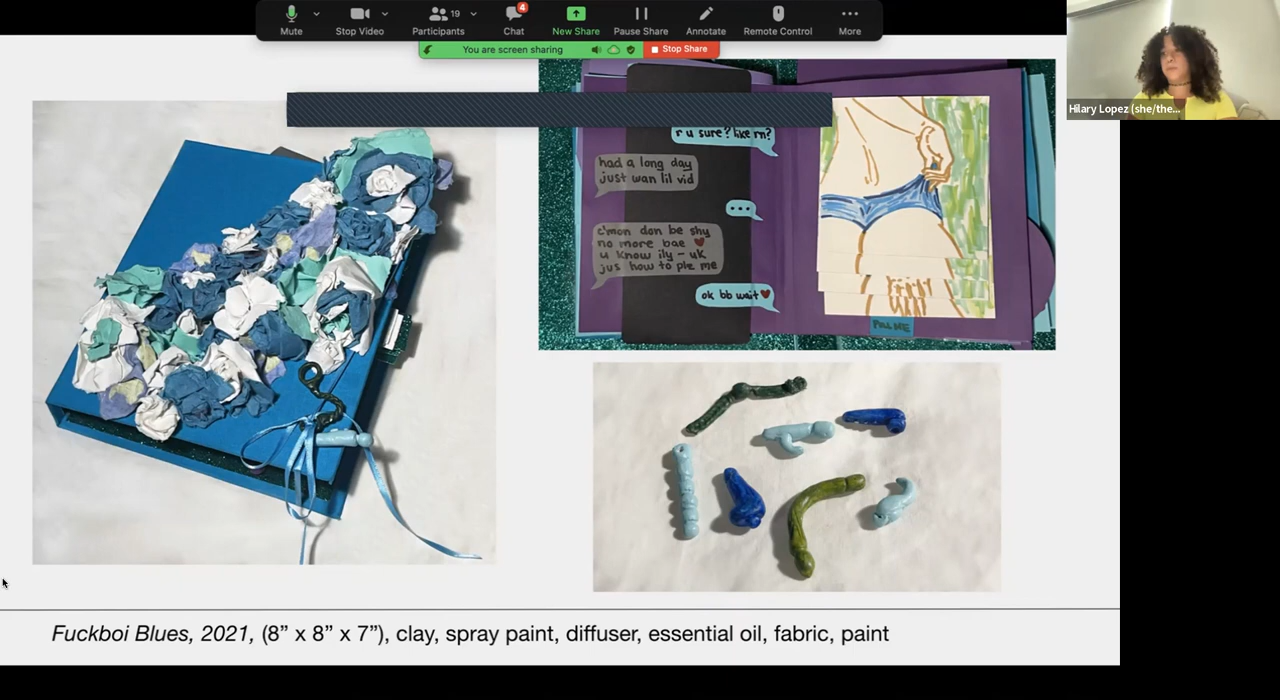 19
4
Mute
Stop Video
Participants
Chat
New Share
Pause Share
Annotate
Remote Control
More
You are screen sharing
Stop Share
Hilary Lopez (she/the...
r u sure? like rn?
had a long day
just wan lil vid
...
c'mon don be shy
no more bae ♥
u know ily - uk
jus how to ple me
ok bb wait ♥
PULL ME
Fuckboi Blues, 2021, (8” x 8” x 7”), clay, spray paint, diffuser, essential oil, fabric, paint